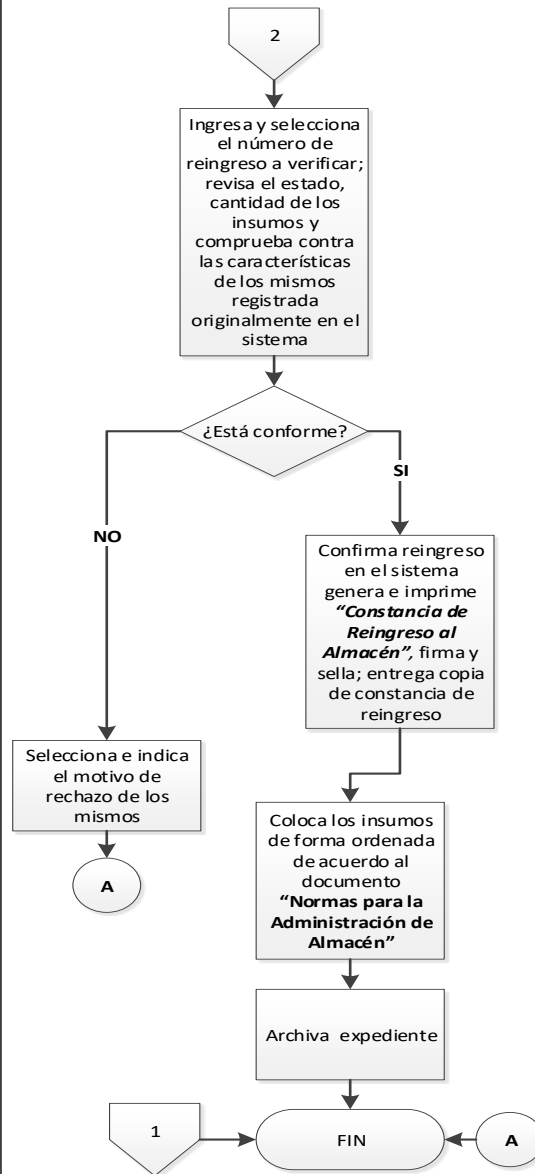 2
Ingresa y selecciona
el número de
reingreso a verificar;
revisa el estado,
cantidad de los
insumos y
comprueba contra
las características
de los mismos
registrada
originalmente en el
sistema
¿Está conforme?
SI
NO
Confirma reingreso
en el sistema
genera e imprime
“Constancia de
Reingreso al
Almacén”, firma y
sella; entrega copia
de constancia de
reingreso
Selecciona e indica
el motivo de
rechazo de los
mismos
A
Coloca los insumos
de forma ordenada
de acuerdo al
documento
“Normas para la
Administración de
Almacén”
Archiva expediente
1
FIN
A